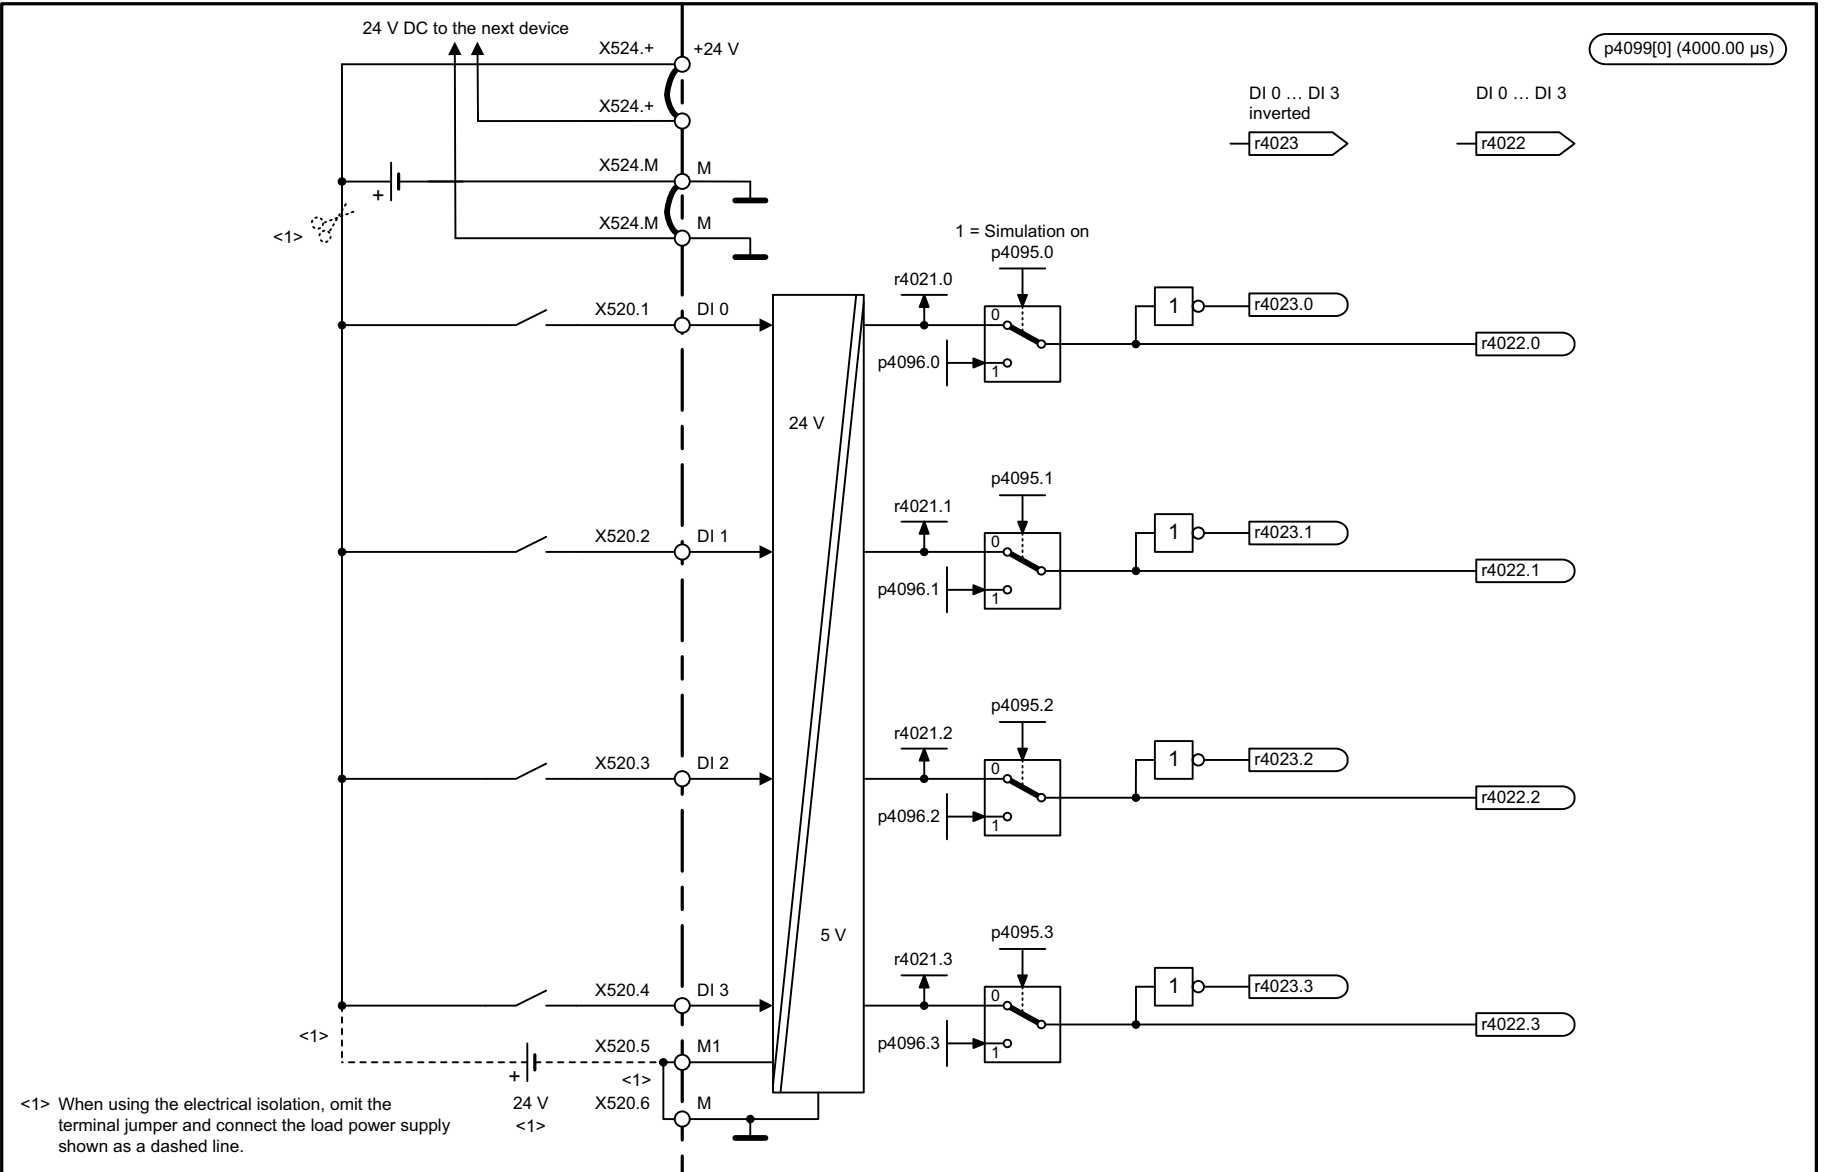 24 V DC to the next device
X524.+
+24 V
p4099[0] (4000.00 µs)
X524.+
DI 0 … DI 3
inverted
DI 0 … DI 3
r4023
r4022
X524.M
M
+
<1>
X524.M
M
1 = Simulation on
p4095.0
r4021.0
X520.1
DI 0
0
1
r4023.0
r4022.0
p4096.0
1
24 V
p4095.1
r4021.1
X520.2
DI 1
0
1
r4023.1
r4022.1
p4096.1
1
p4095.2
r4021.2
X520.3
DI 2
0
1
r4023.2
r4022.2
p4096.2
1
5 V
p4095.3
r4021.3
X520.4
DI 3
0
1
r4023.3
r4022.3
p4096.3
1
<1>
X520.5
M1
+
<1>
24 V
<1>
X520.6
M
<1> When using the electrical isolation, omit the
terminal jumper and connect the load power supply
shown as a dashed line.